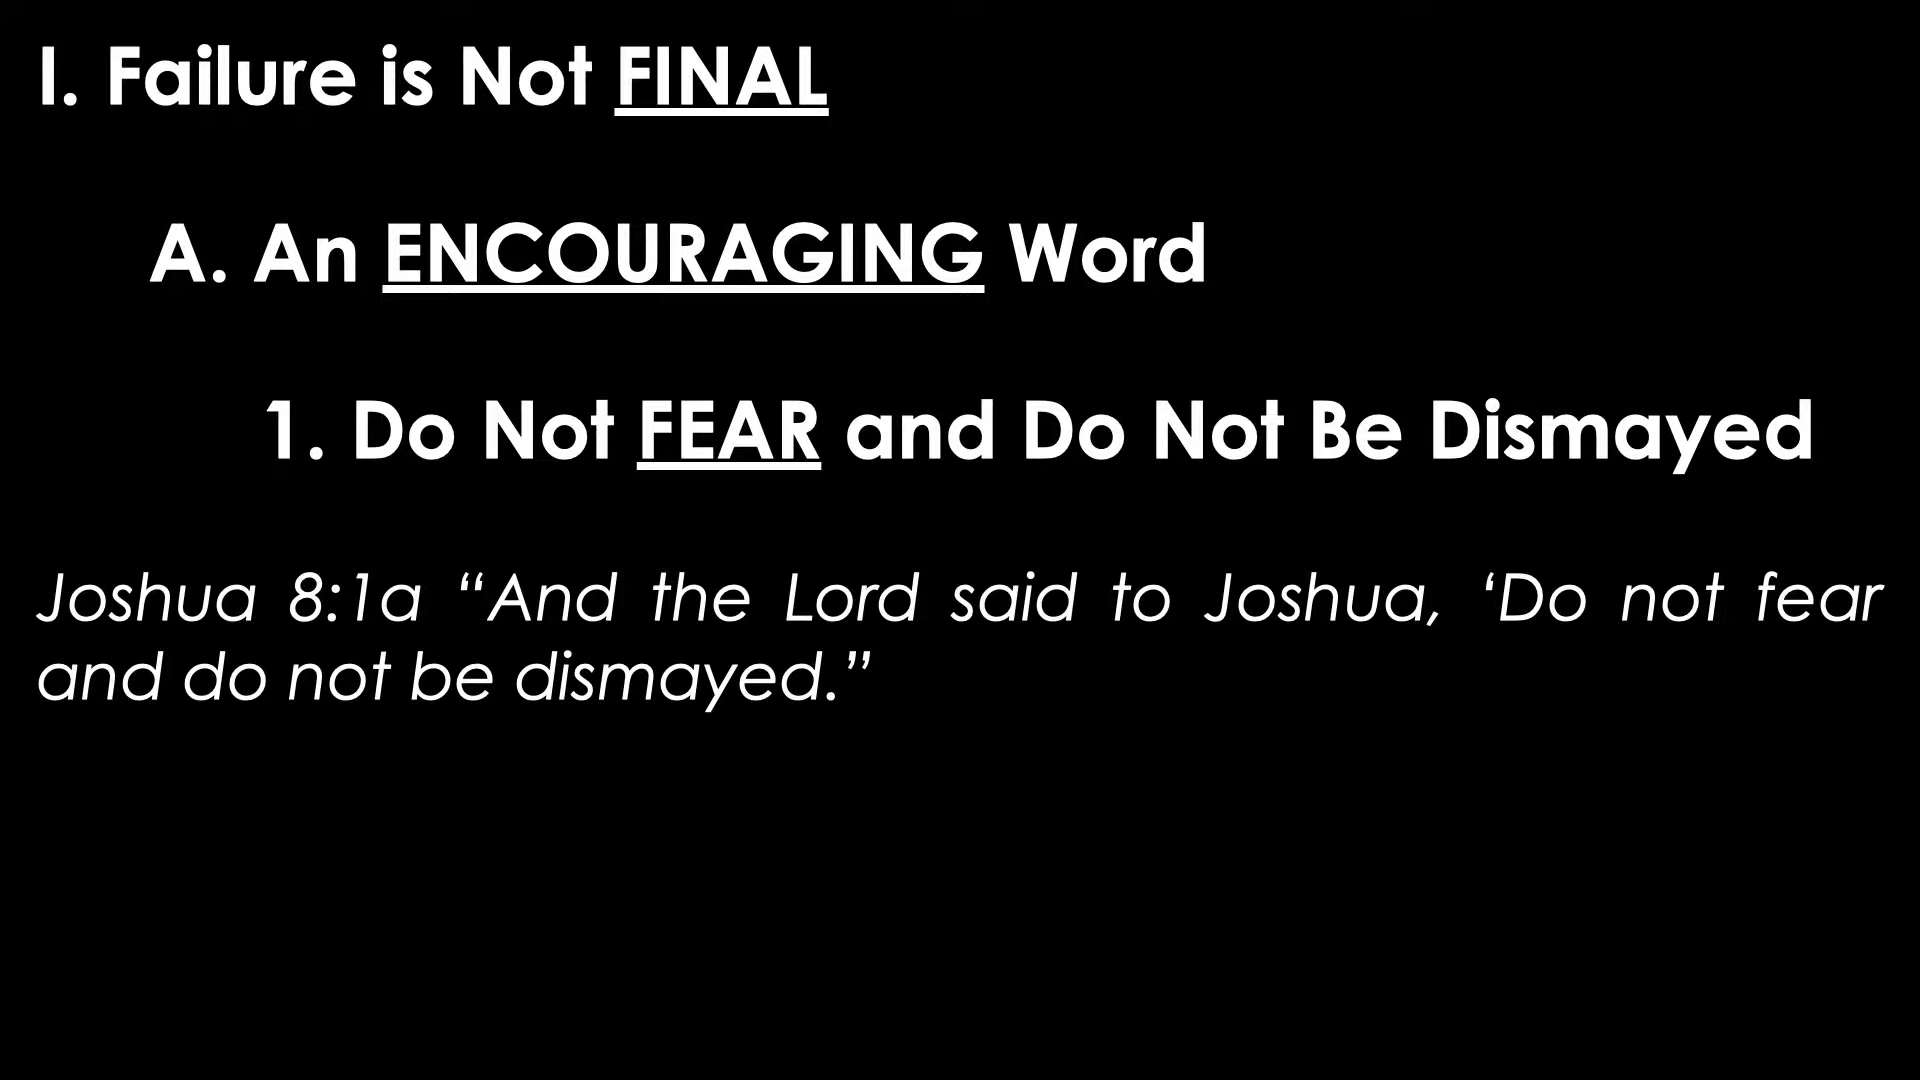 I. Failure is Not FINAL
A. An ENCOURAGING Word
1. Do Not FEAR and Do Not Be Dismayed
Joshua 8:1a “And the Lord said to Joshua, ‘Do not fear
and do not be dismayed.”